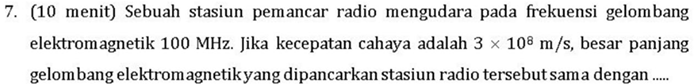 7. (10 menit) Sebuah stasiun pemancar radio mengudara pada frekuensi gelombang
elektromagnetik 100 MHz. Jika kecepatan cahaya adalah 3 × 10⁸ m/s, besar panjang
gelombang elektromagnetik yang dipancarkan stasiun radio tersebut sama dengan .....